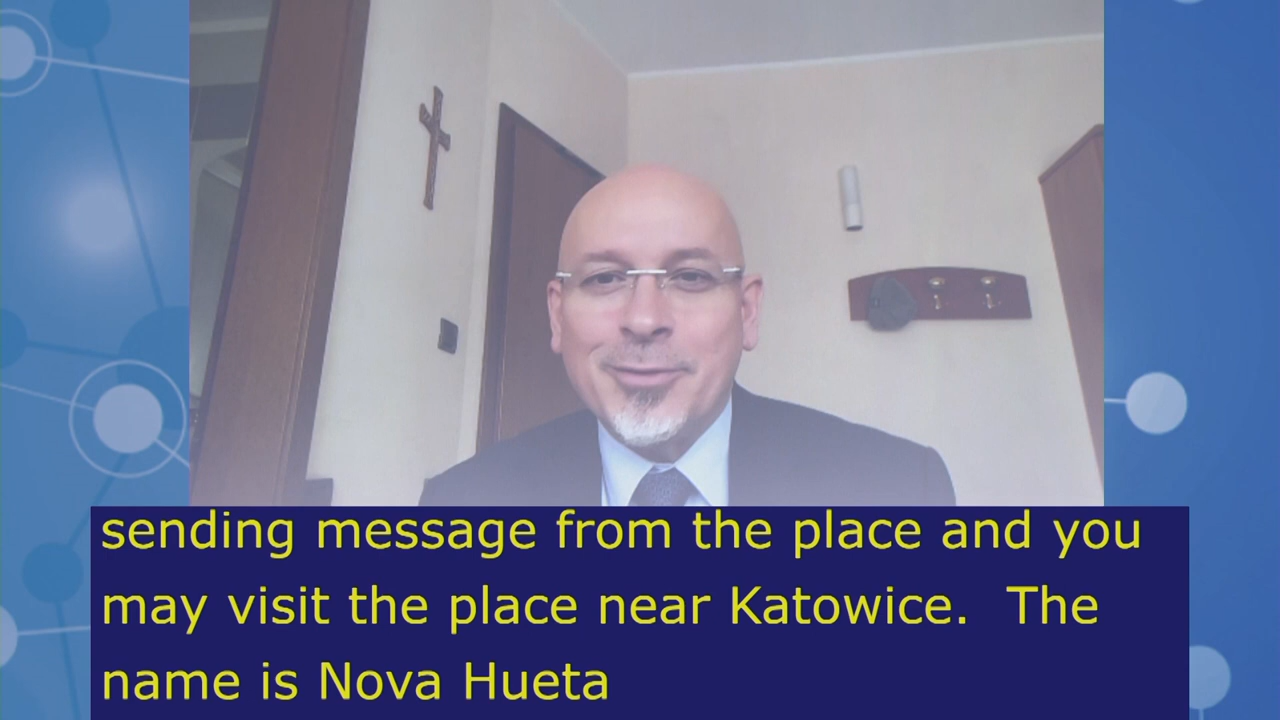 sending message from the place and you
may visit the place near Katowice.  The
name is Nova Hueta